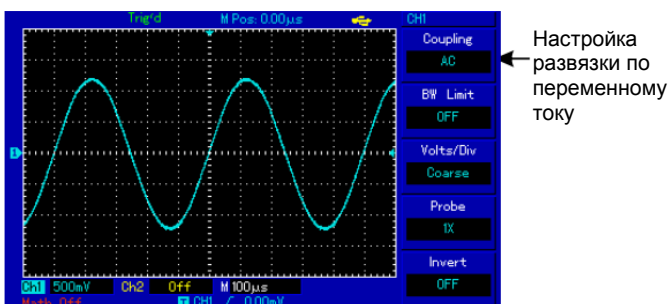 Trig'd M Pos: 0.00μs CH1
Coupling
AC
BW Limit
OFF
Volts/Div
Coarse
Probe
1X
Invert
OFF
1
Ch1 500mV Ch2 Off M 100μs
Math Off T CH1 / 0.00mV
Настройка
развязки по
переменному
току